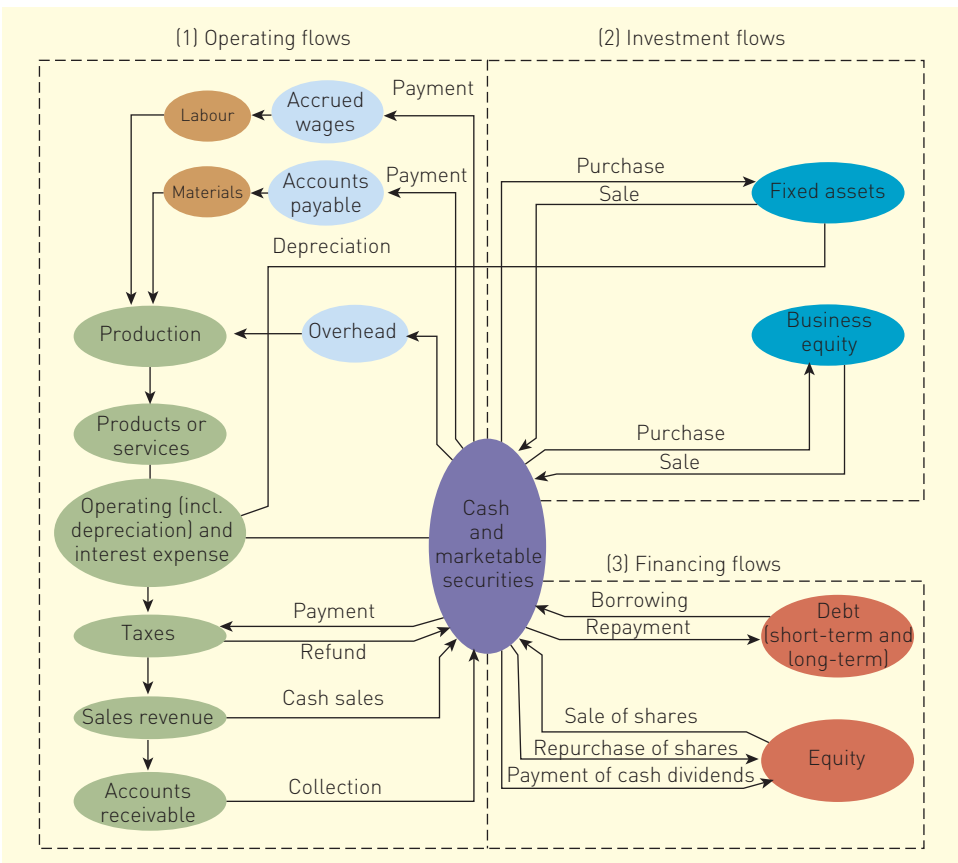 (1) Operating flows
(2) Investment flows
Payment
Accrued
wages
Labour
Payment
Accounts
payable
Materials
Depreciation
Production
Overhead
Products or
services
Operating (incl.
depreciation) and
interest expense
Taxes
Payment
Refund
Sales revenue
Cash sales
Accounts
receivable
Collection
Cash
and
marketable
securities
Purchase
Sale
Fixed assets
Business
equity
Purchase
Sale
(3) Financing flows
Borrowing
Repayment
Debt
(short-term and
long-term)
Sale of shares
Repurchase of shares
Payment of cash dividends
Equity